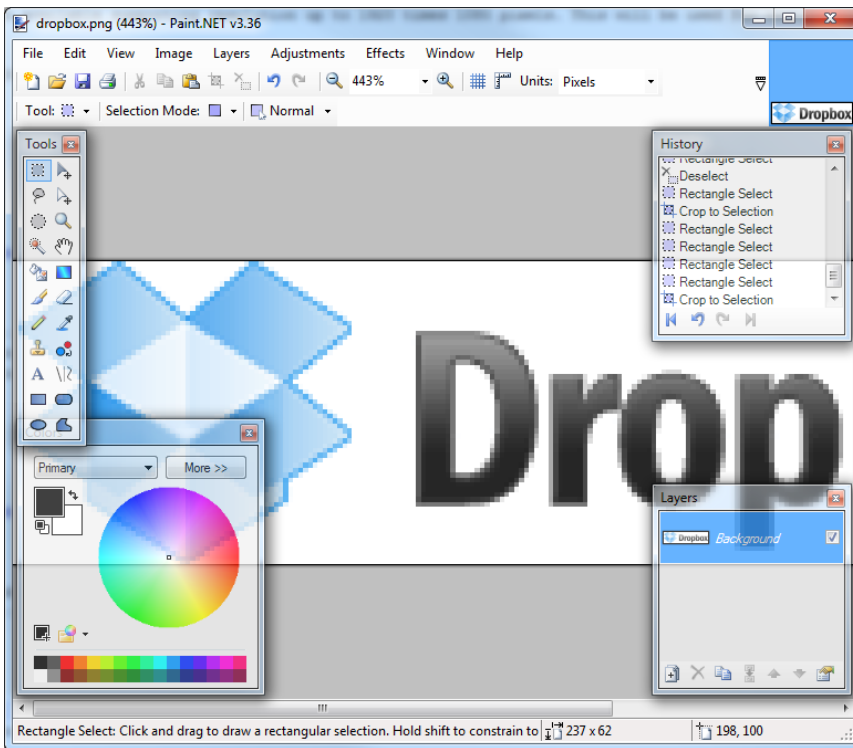 dropbox.png (443%) - Paint.NET v3.36
File Edit View Image Layers Adjustments Effects Window Help
443% Units: Pixels
Tool: Selection Mode: Normal
Dropbox
Tools
History
Rectangle Select
Deselect
Rectangle Select
Crop to Selection
Rectangle Select
Rectangle Select
Rectangle Select
Rectangle Select
Crop to Selection
Drop
Colors
Primary More >>
Layers
Dropbox Background
Rectangle Select: Click and drag to draw a rectangular selection. Hold shift to constrain to 237 x 62 198, 100